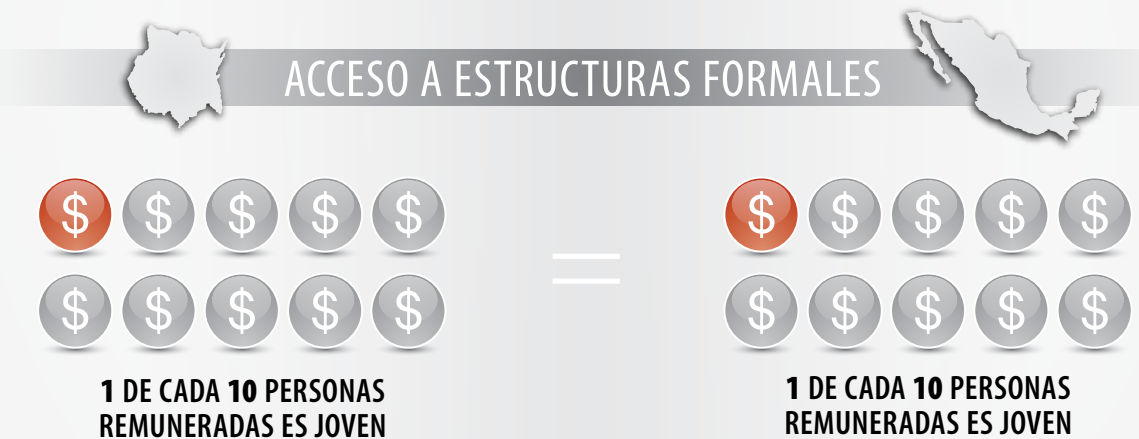 ACCESO A ESTRUCTURAS FORMALES
$ $ $ $ $
$ $ $ $ $
1 DE CADA 10 PERSONAS
REMUNERADAS ES JOVEN
=
$ $ $ $ $
$ $ $ $ $
1 DE CADA 10 PERSONAS
REMUNERADAS ES JOVEN